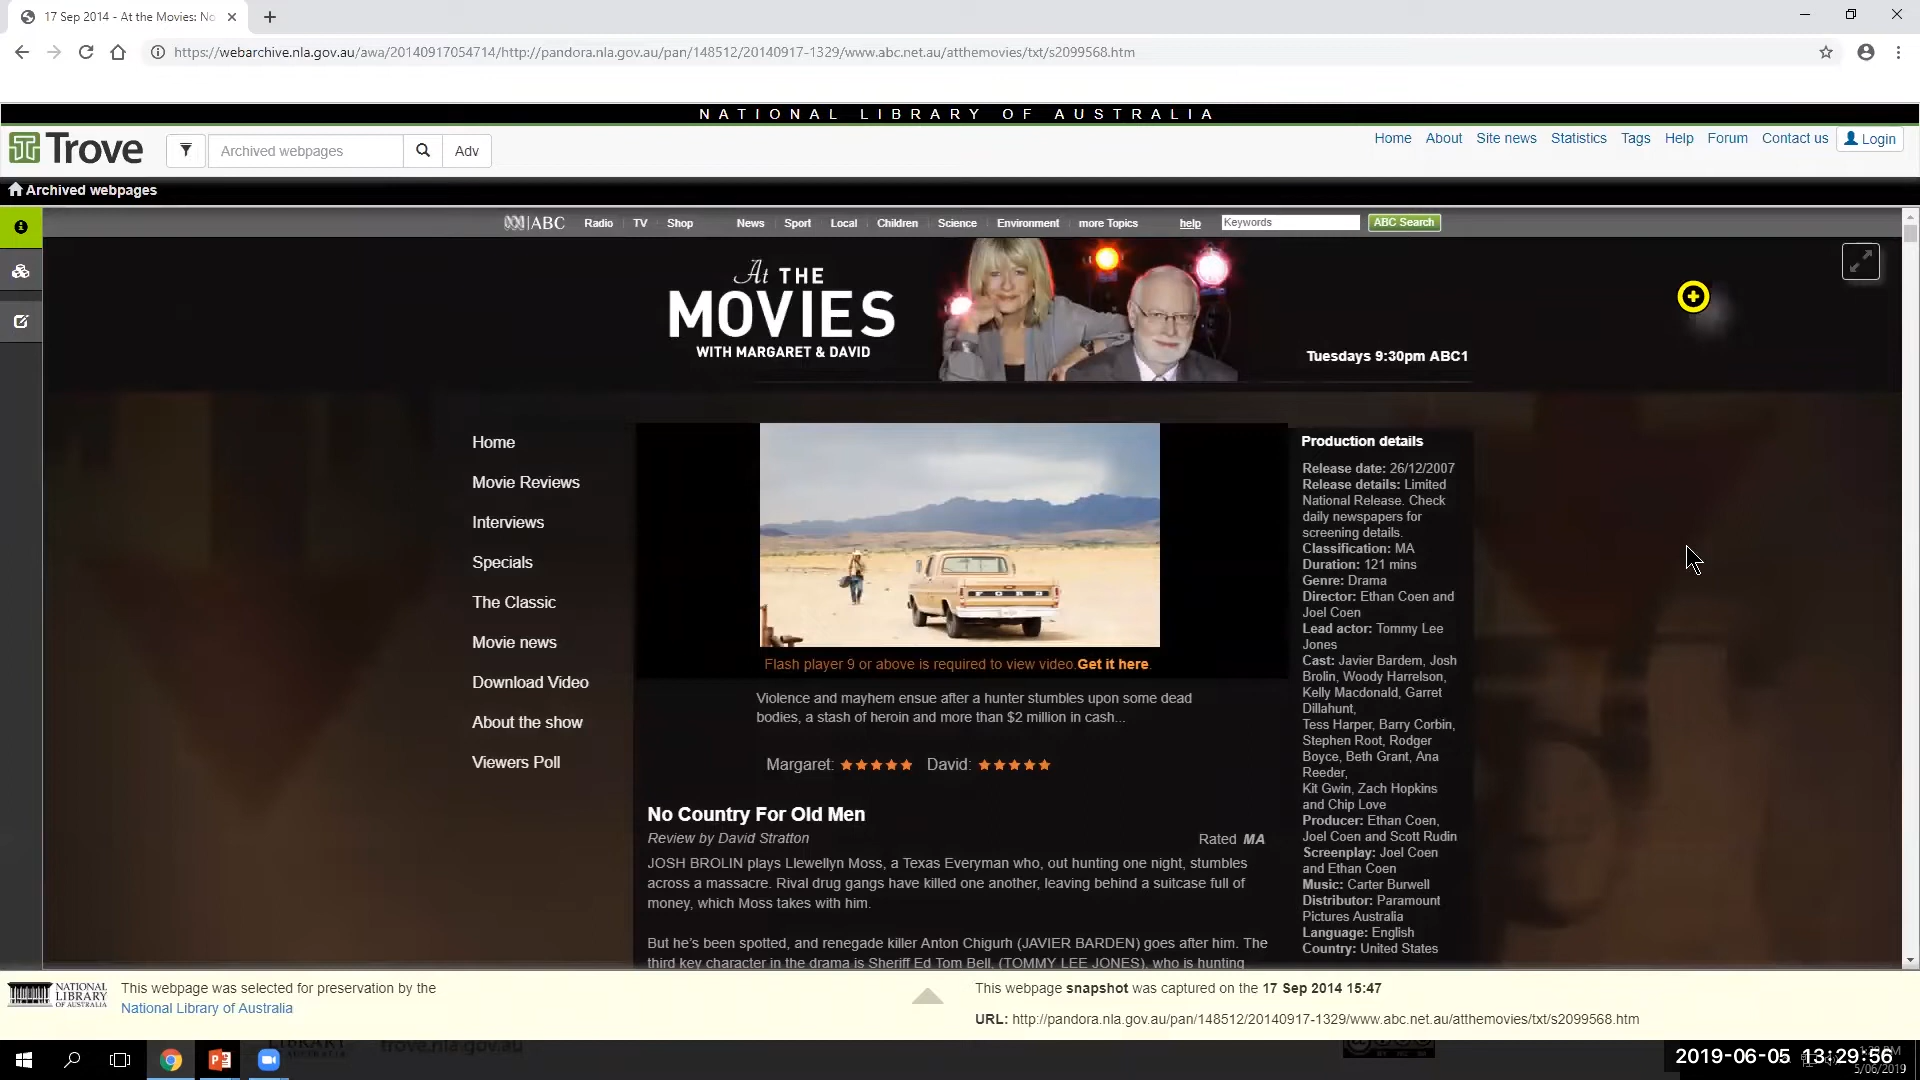 17 Sep 2014 - At the Movies: No
https://webarchive.nla.gov.au/awa/20140917054714/http://pandora.nla.gov.au/pan/148512/20140917-1329/www.abc.net.au/atthemovies/txt/s2099568.htm
NATIONAL LIBRARY OF AUSTRALIA
Trove
Archived webpages
Adv
Home About Site news Statistics Tags Help Forum Contact us Login
Archived webpages
ABC Radio TV Shop News Sport Local Children Science Environment more Topics help Keywords ABC Search
At THE
MOVIES
WITH MARGARET & DAVID
Tuesdays 9:30pm ABC1
Home
Movie Reviews
Interviews
Specials
The Classic
Movie news
Download Video
About the show
Viewers Poll
FORD
Flash player 9 or above is required to view video.Get it here.
Violence and mayhem ensue after a hunter stumbles upon some dead
bodies, a stash of heroin and more than $2 million in cash...
Margaret: ★★★★★ David: ★★★★★
No Country For Old Men
Review by David Stratton
Rated MA
JOSH BROLIN plays Llewellyn Moss, a Texas Everyman who, out hunting one night, stumbles
across a massacre. Rival drug gangs have killed one another, leaving behind a suitcase full of
money, which Moss takes with him.
But he's been spotted, and renegade killer Anton Chigurh (JAVIER BARDEN) goes after him. The
third key character in the drama is Sheriff Ed Tom Bell, (TOMMY LEE JONES), who is hunting
Production details
Release date: 26/12/2007
Release details: Limited
National Release. Check
daily newspapers for
screening details.
Classification: MA
Duration: 121 mins
Genre: Drama
Director: Ethan Coen and
Joel Coen
Lead actor: Tommy Lee
Jones
Cast: Javier Bardem, Josh
Brolin, Woody Harrelson,
Kelly Macdonald, Garret
Dillahunt,
Tess Harper, Barry Corbin,
Stephen Root, Rodger
Boyce, Beth Grant, Ana
Reeder,
Kit Gwin, Zach Hopkins
and Chip Love
Producer: Ethan Coen,
Joel Coen and Scott Rudin
Screenplay: Joel Coen
and Ethan Coen
Music: Carter Burwell
Distributor: Paramount
Pictures Australia
Language: English
Country: United States
NATIONAL
LIBRARY
OF AUSTRALIA
This webpage was selected for preservation by the
National Library of Australia
This webpage snapshot was captured on the 17 Sep 2014 15:47
URL: http://pandora.nla.gov.au/pan/148512/20140917-1329/www.abc.net.au/atthemovies/txt/s2099568.htm
LIBRARY
trove.nla.gov.au
2019-06-05 13:29:56
5/06/2019